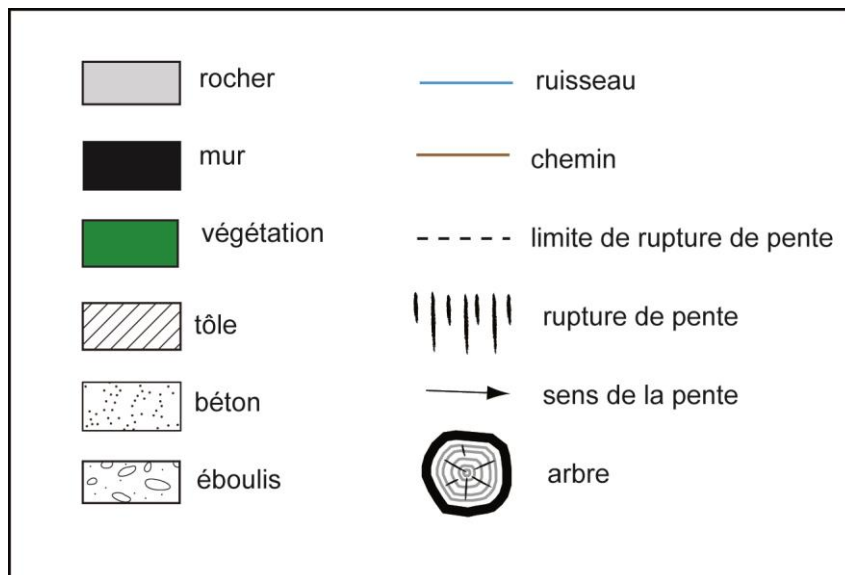 rocher
mur
végétation
tôle
béton
éboulis
ruisseau
chemin
limite de rupture de pente
rupture de pente
sens de la pente
arbre